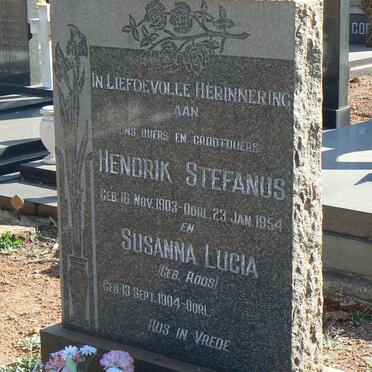 In Liefdevolle Herinnering
aan
ons ouers en grootouers
Hendrik Stefanus
Geb. 16 Nov. 1903 - Oorl. 23 Jan. 1954
en
Susanna Lucia
(Geb. Roos)
Geb. 13 Sept. 1904 - Oorl.
Rus in Vrede